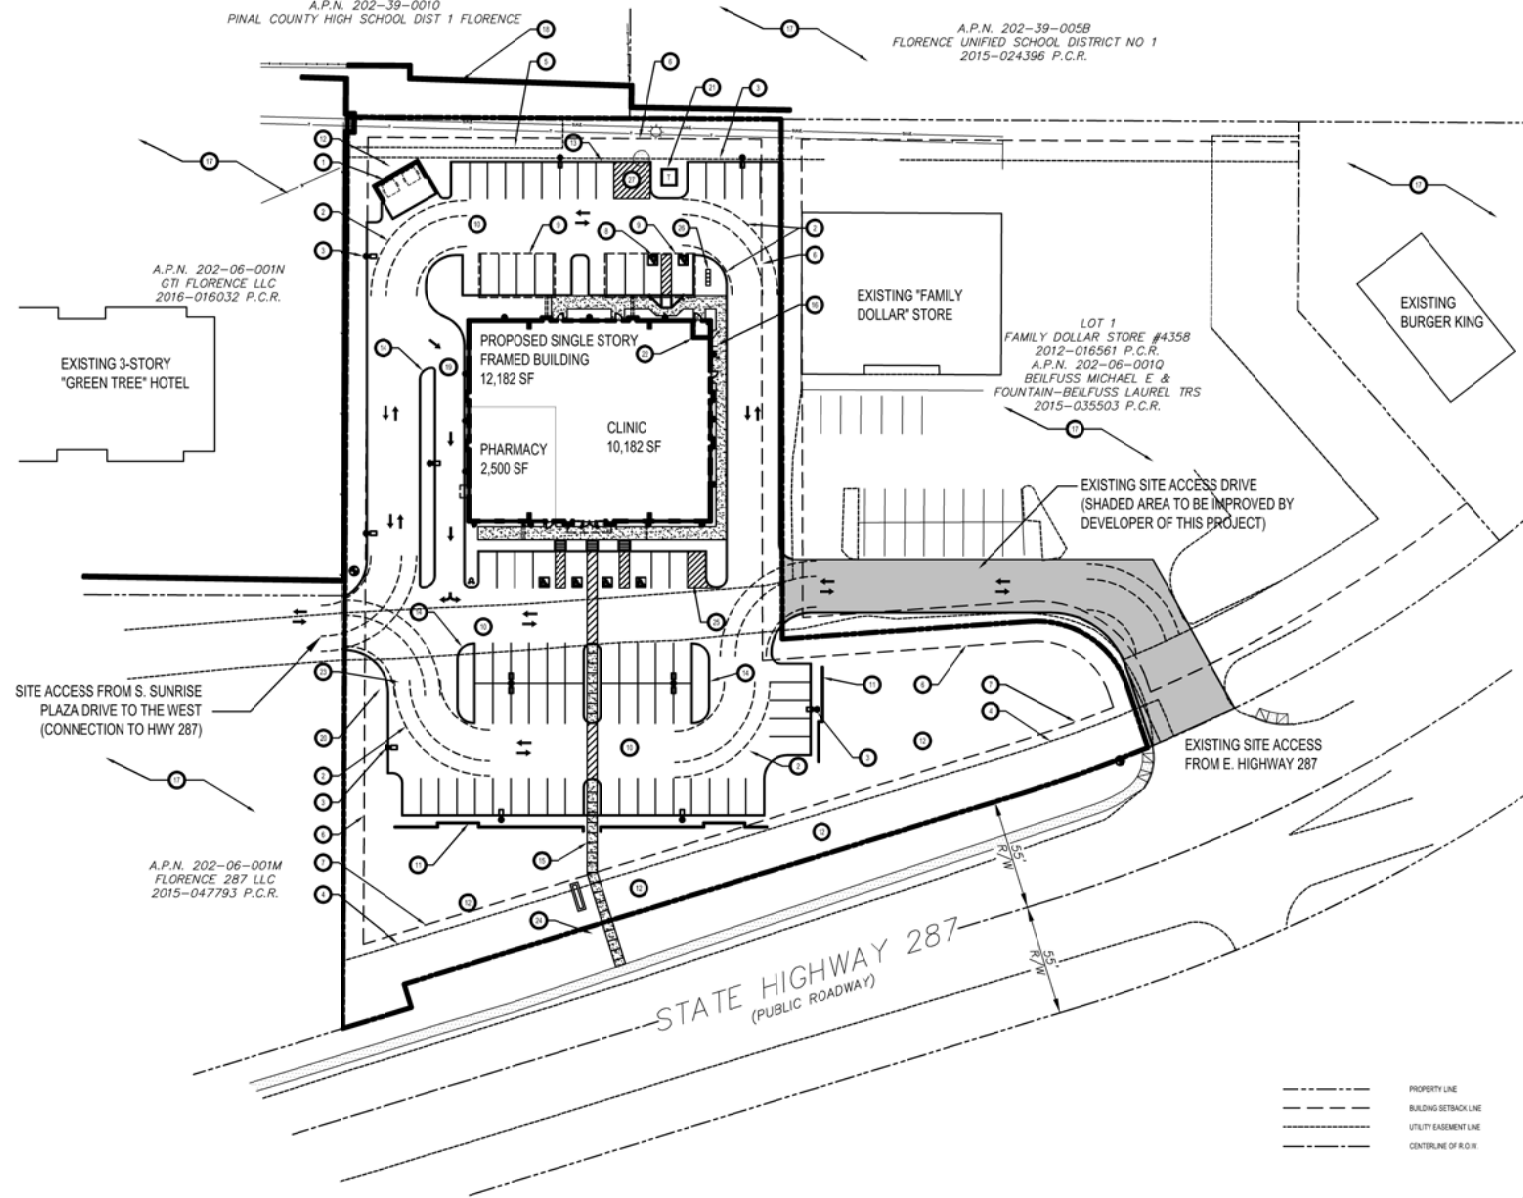 A.P.N. 202-39-0010
PINAL COUNTY HIGH SCHOOL DIST 1 FLORENCE
A.P.N. 202-39-005B
FLORENCE UNIFIED SCHOOL DISTRICT NO 1
2015-024396 P.C.R.
A.P.N. 202-06-001N
GTI FLORENCE LLC
2016-016032 P.C.R.
EXISTING 3-STORY
"GREEN TREE" HOTEL
PROPOSED SINGLE STORY
FRAMED BUILDING
12,182 SF
CLINIC
10,182 SF
PHARMACY
2,500 SF
EXISTING "FAMILY
DOLLAR" STORE
LOT 1
FAMILY DOLLAR STORE #4358
2012-016561 P.C.R.
A.P.N. 202-06-001Q
BEILFUSS MICHAEL E &
FOUNTAIN-BEILFUSS LAUREL TRS
2015-035503 P.C.R.
EXISTING
BURGER KING
EXISTING SITE ACCESS DRIVE
(SHADED AREA TO BE IMPROVED BY
DEVELOPER OF THIS PROJECT)
SITE ACCESS FROM S. SUNRISE
PLAZA DRIVE TO THE WEST
(CONNECTION TO HWY 287)
EXISTING SITE ACCESS
FROM E. HIGHWAY 287
A.P.N. 202-06-001M
FLORENCE 287 LLC
2015-047793 P.C.R.
55'
R/W
55'
R/W
STATE HIGHWAY 287
(PUBLIC ROADWAY)
PROPERTY LINE
BUILDING SETBACK LINE
UTILITY EASEMENT LINE
CENTERLINE OF R.O.W.